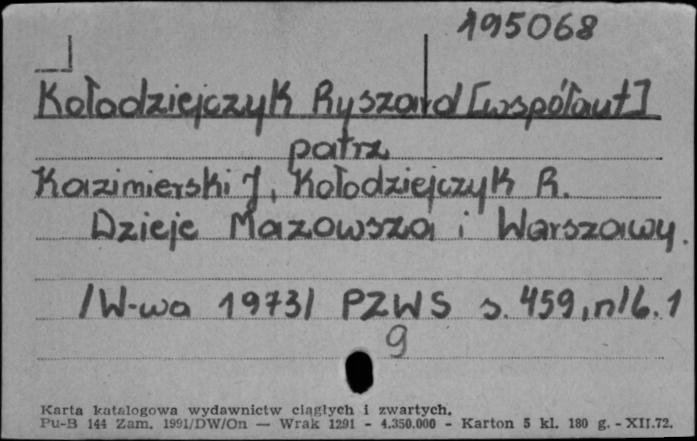 195068
Kołodziejczyk Ryszard [współaut]
patrz
Kazimierski J, Kołodziejczyk R.
Dzieje Mazowsza i Warszawy.
/W-wa 1973/ PZWS s. 459, nlb. 1
9
Karta katalogowa wydawnictw ciągłych i zwartych.
Pu-B 144 Zam. 1991/DW/On — Wrak 1291 - 4.350.000 - Karton 5 kl. 180 g. - XII.72.